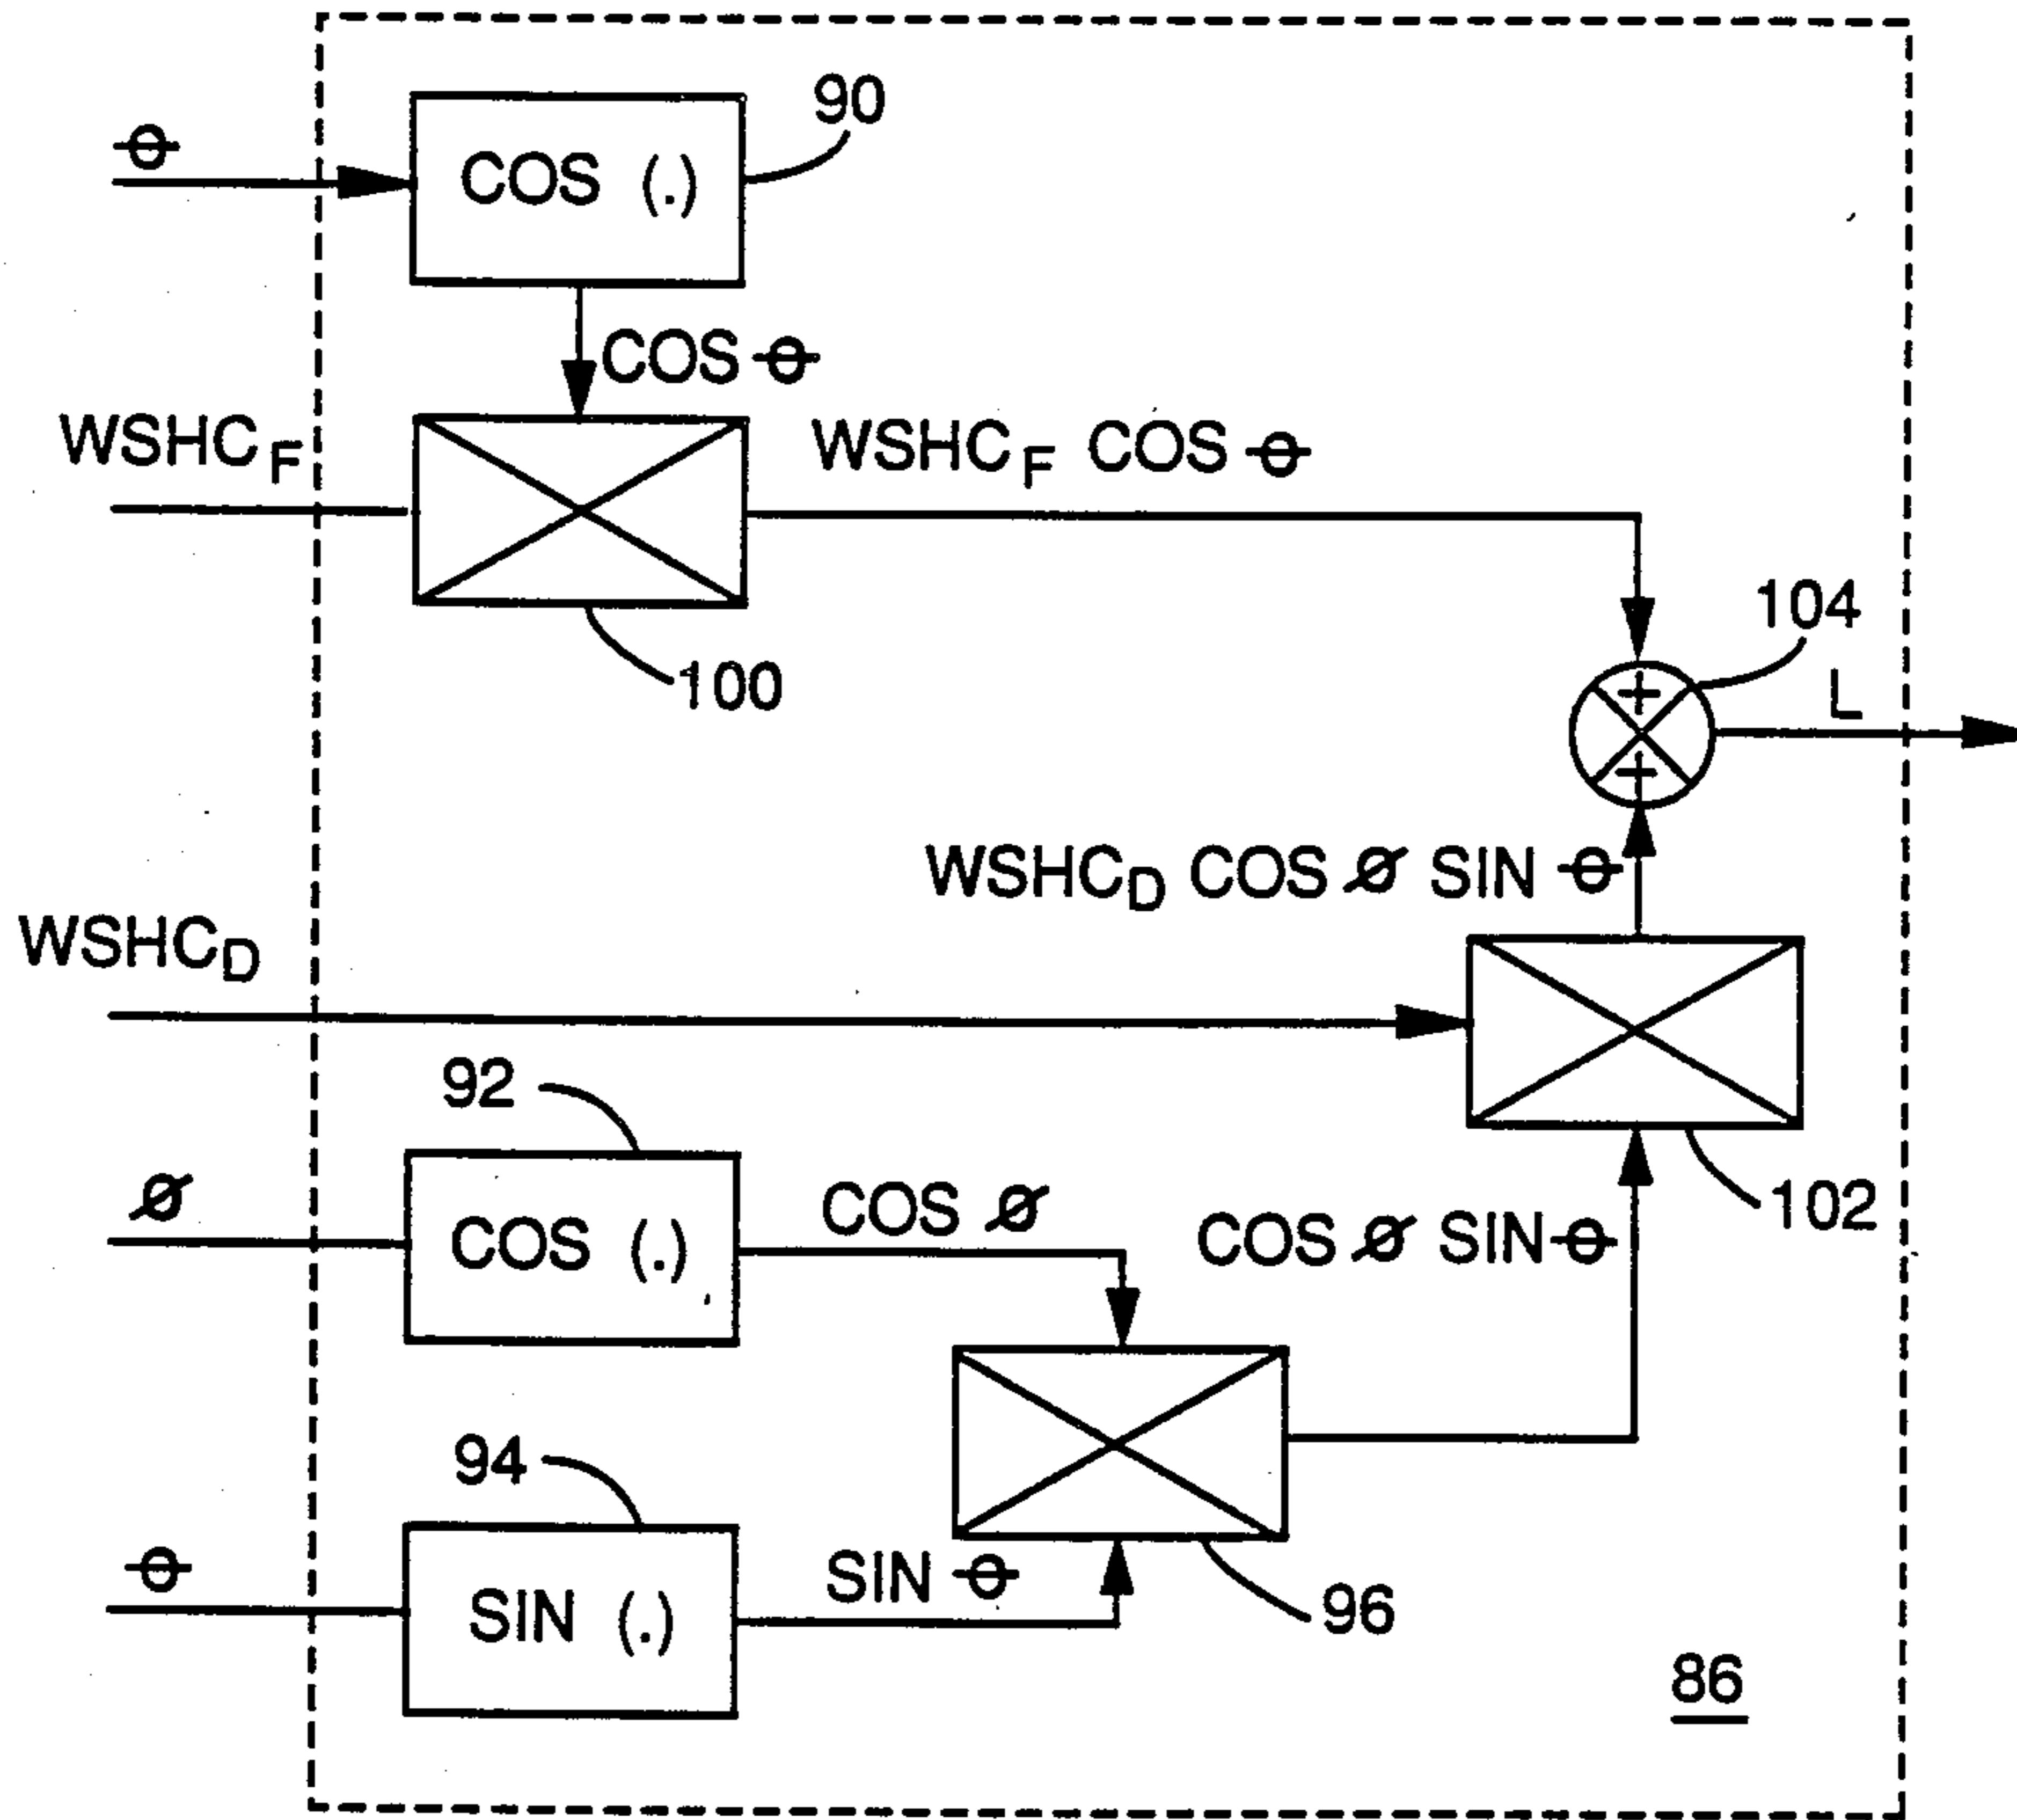 90
θ
COS (.)
COS θ
WSHC_F
WSHC_F COS θ
100
104
L
WSHC_D COS ø SIN θ
WSHC_D
92
102
ø
COS (.)
COS ø
COS ø SIN θ
94
θ
SIN (.)
SIN θ
96
86